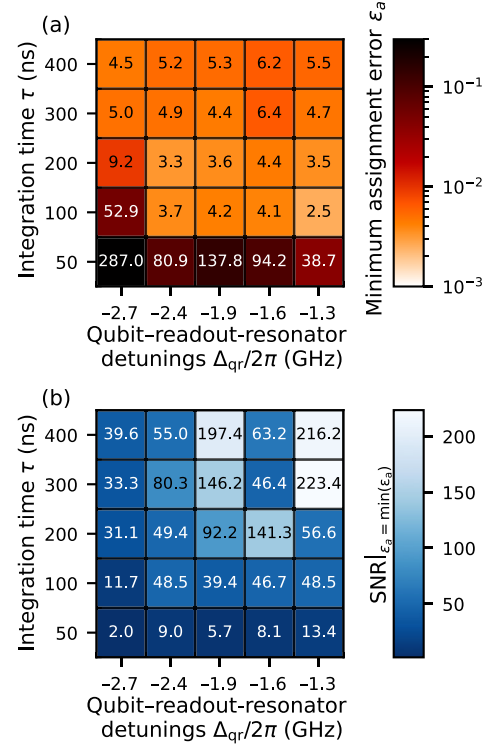 (a)
Integration time τ (ns)
400 4.5 5.2 5.3 6.2 5.5
300 5.0 4.9 4.4 6.4 4.7
200 9.2 3.3 3.6 4.4 3.5
100 52.9 3.7 4.2 4.1 2.5
50 287.0 80.9 137.8 94.2 38.7
−2.7 −2.4 −1.9 −1.6 −1.3
Qubit–readout-resonator
detunings Δqr/2π (GHz)
10⁻¹
10⁻²
10⁻³
Minimum assignment error εa
(b)
Integration time τ (ns)
400 39.6 55.0 197.4 63.2 216.2
300 33.3 80.3 146.2 46.4 223.4
200 31.1 49.4 92.2 141.3 56.6
100 11.7 48.5 39.4 46.7 48.5
50 2.0 9.0 5.7 8.1 13.4
−2.7 −2.4 −1.9 −1.6 −1.3
Qubit–readout-resonator
detunings Δqr/2π (GHz)
200
150
100
50
SNR|εa = min(εa)